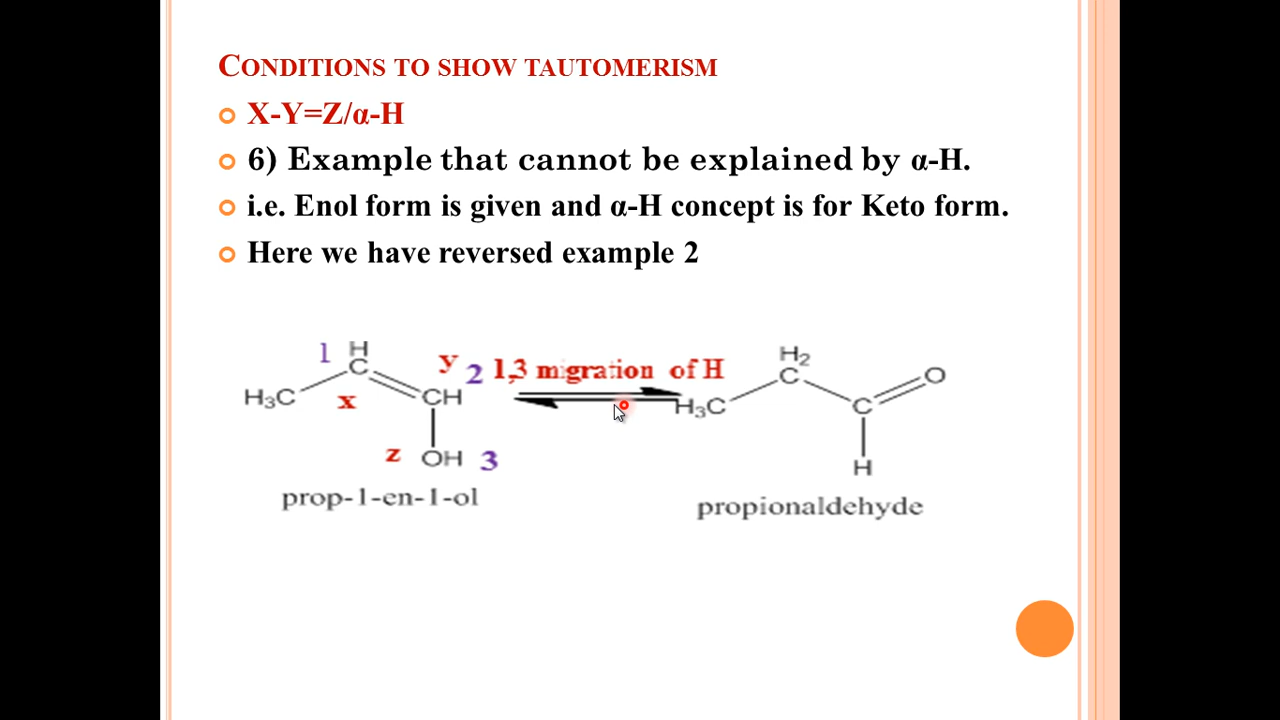 CONDITIONS TO SHOW TAUTOMERISM
X-Y=Z/α-H
6) Example that cannot be explained by α-H.
i.e. Enol form is given and α-H concept is for Keto form.
Here we have reversed example 2
1 H
C
H3C x
y 2
CH
z OH 3
prop-1-en-1-ol
1,3 migration of H
H2
C
H3C
C
O
H
propionaldehyde